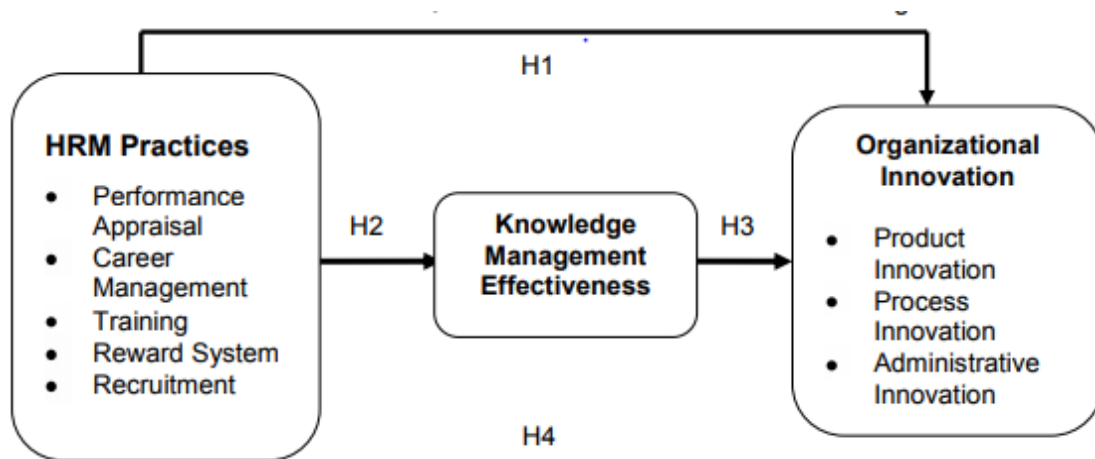 H1
HRM Practices
Performance
Appraisal
Career
Management
Training
Reward System
Recruitment
H2
Knowledge
Management
Effectiveness
H3
Organizational
Innovation
Product
Innovation
Process
Innovation
Administrative
Innovation
H4